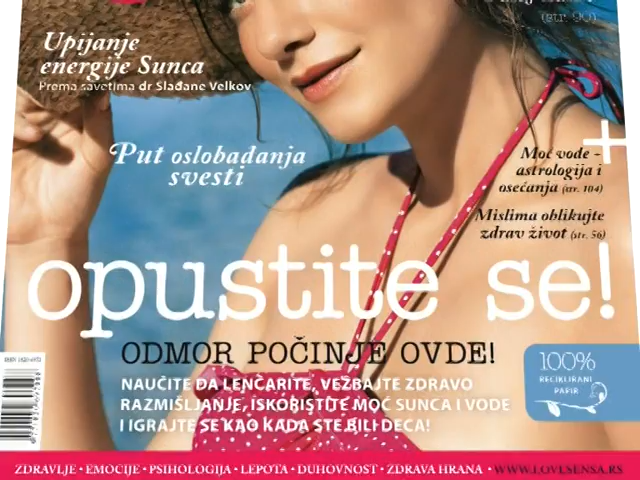 (str. 90)
Upijanje
energije Sunca
Prema savetima dr Slađane Velkov
Put oslobađanja
svesti
+
Moć vode -
astrologija i
osećanja (str. 104)
Mislima oblikujte
zdrav život (str. 56)
opustite se!
ODMOR POČINJE OVDE!
NAUČITE DA LENČARITE, VEŽBAJTE ZDRAVO
RAZMIŠLJANJE, ISKORISTITE MOĆ SUNCA I VODE
I IGRAJTE SE KAO KADA STE BILI DECA!
100%
RECIKLIRANI
PAPIR
ZDRAVLJE • EMOCIJE • PSIHOLOGIJA • LEPOTA • DUHOVNOST • ZDRAVA HRANA • WWW.LOVESENSA.RS